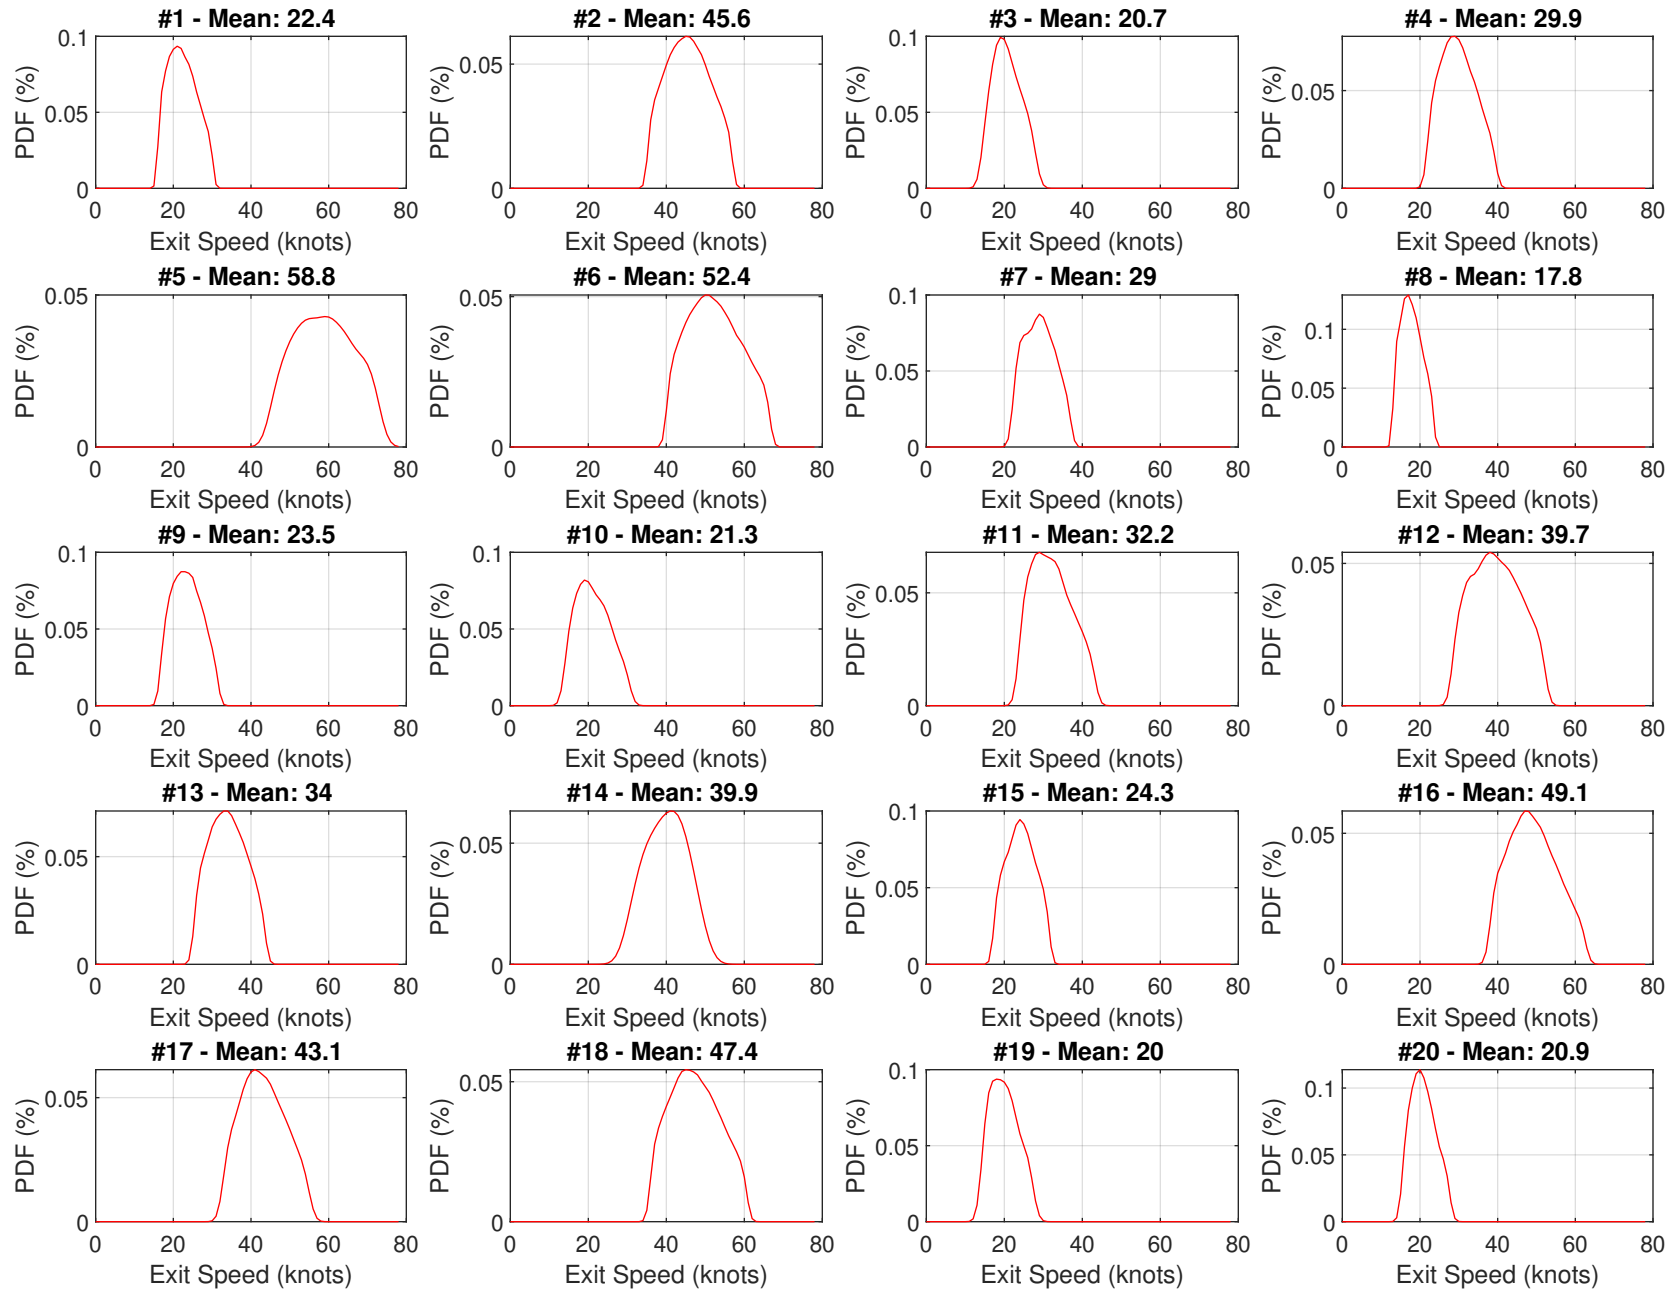 #1 - Mean: 22.4
PDF (%)
0.1
0.05
0
0 20 40 60 80
Exit Speed (knots)
#2 - Mean: 45.6
PDF (%)
0.05
0
0 20 40 60 80
Exit Speed (knots)
#3 - Mean: 20.7
PDF (%)
0.1
0.05
0
0 20 40 60 80
Exit Speed (knots)
#4 - Mean: 29.9
PDF (%)
0.05
0
0 20 40 60 80
Exit Speed (knots)
#5 - Mean: 58.8
PDF (%)
0.05
0
0 20 40 60 80
Exit Speed (knots)
#6 - Mean: 52.4
PDF (%)
0.05
0
0 20 40 60 80
Exit Speed (knots)
#7 - Mean: 29
PDF (%)
0.1
0.05
0
0 20 40 60 80
Exit Speed (knots)
#8 - Mean: 17.8
PDF (%)
0.1
0.05
0
0 20 40 60 80
Exit Speed (knots)
#9 - Mean: 23.5
PDF (%)
0.1
0.05
0
0 20 40 60 80
Exit Speed (knots)
#10 - Mean: 21.3
PDF (%)
0.1
0.05
0
0 20 40 60 80
Exit Speed (knots)
#11 - Mean: 32.2
PDF (%)
0.05
0
0 20 40 60 80
Exit Speed (knots)
#12 - Mean: 39.7
PDF (%)
0.05
0
0 20 40 60 80
Exit Speed (knots)
#13 - Mean: 34
PDF (%)
0.05
0
0 20 40 60 80
Exit Speed (knots)
#14 - Mean: 39.9
PDF (%)
0.05
0
0 20 40 60 80
Exit Speed (knots)
#15 - Mean: 24.3
PDF (%)
0.1
0.05
0
0 20 40 60 80
Exit Speed (knots)
#16 - Mean: 49.1
PDF (%)
0.05
0
0 20 40 60 80
Exit Speed (knots)
#17 - Mean: 43.1
PDF (%)
0.05
0
0 20 40 60 80
Exit Speed (knots)
#18 - Mean: 47.4
PDF (%)
0.05
0
0 20 40 60 80
Exit Speed (knots)
#19 - Mean: 20
PDF (%)
0.1
0.05
0
0 20 40 60 80
Exit Speed (knots)
#20 - Mean: 20.9
PDF (%)
0.1
0.05
0
0 20 40 60 80
Exit Speed (knots)